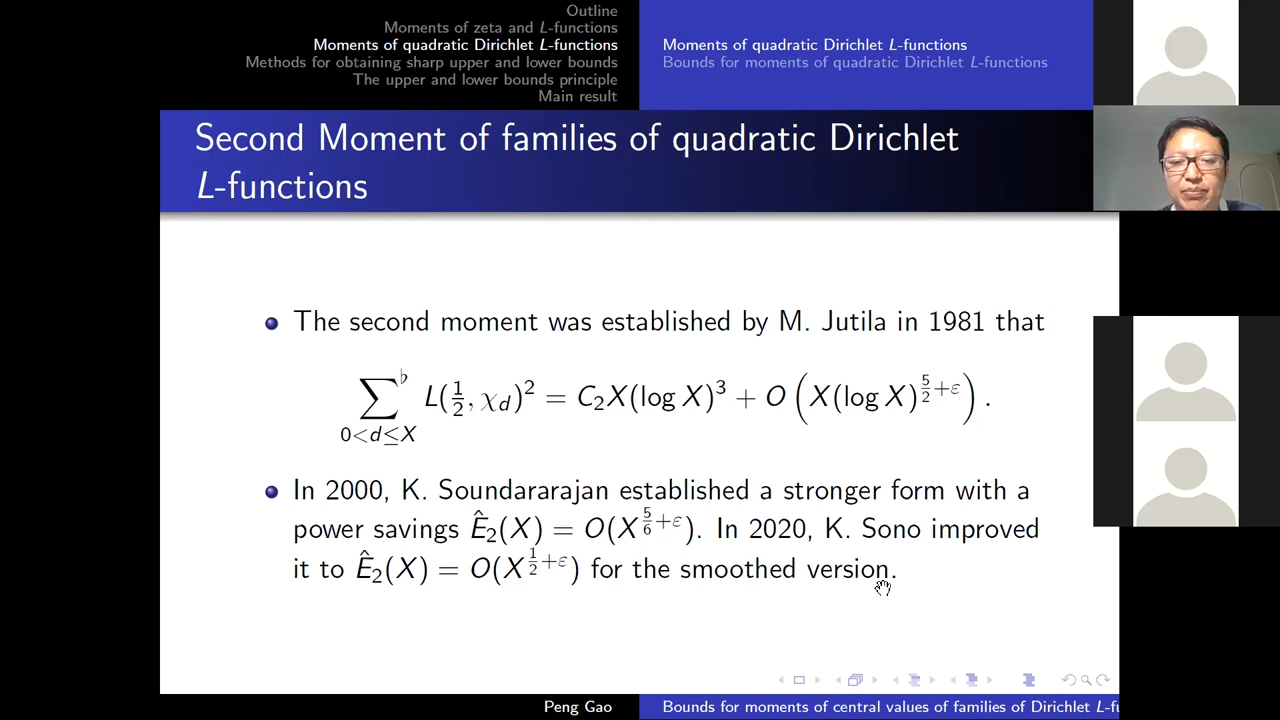 Outline
Moments of zeta and L-functions
Moments of quadratic Dirichlet L-functions
Methods for obtaining sharp upper and lower bounds
The upper and lower bounds principle
Main result
Moments of quadratic Dirichlet L-functions
Bounds for moments of quadratic Dirichlet L-functions
Second Moment of families of quadratic Dirichlet
L-functions
The second moment was established by M. Jutila in 1981 that
∑♭_{0<d≤X} L(½, χ_d)² = C₂X(log X)³ + O(X(log X)^{5/2+ε}).
In 2000, K. Soundararajan established a stronger form with a
power savings Ê₂(X) = O(X^{5/6+ε}). In 2020, K. Sono improved
it to Ê₂(X) = O(X^{1/2+ε}) for the smoothed version.
Peng Gao
Bounds for moments of central values of families of Dirichlet L-fu